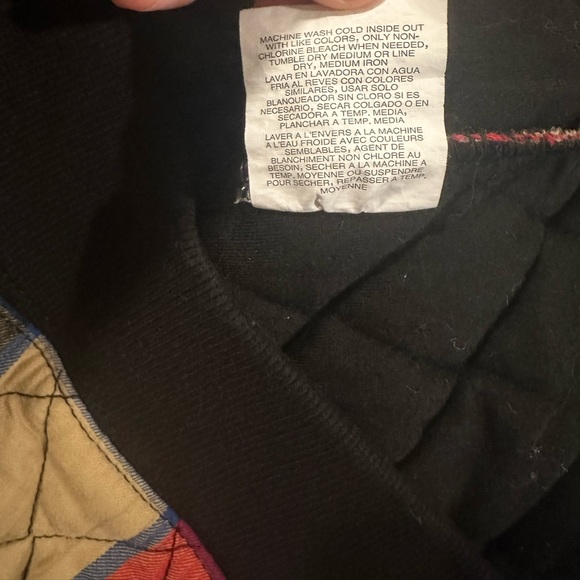 MACHINE WASH COLD INSIDE OUT
WITH LIKE COLORS, ONLY NON-
CHLORINE BLEACH WHEN NEEDED,
TUMBLE DRY MEDIUM OR LINE
DRY, MEDIUM IRON
LAVAR EN LAVADORA CON AGUA
FRIA AL REVES CON COLORES
SIMILARES, USAR SOLO
BLANQUEADOR SIN CLORO SI ES
NECESARIO, SECAR COLGADO O EN
SECADORA A TEMP. MEDIA,
PLANCHAR A TEMP. MEDIA
LAVER A L'ENVERS A LA MACHINE
A L'EAU FROIDE AVEC COULEURS
SEMBLABLES, AGENT DE
BLANCHIMENT NON CHLORE AU
BESOIN, SECHER A LA MACHINE A
TEMP. MOYENNE OU SUSPENDRE
POUR SECHER, REPASSER A TEMP.
MOYENNE